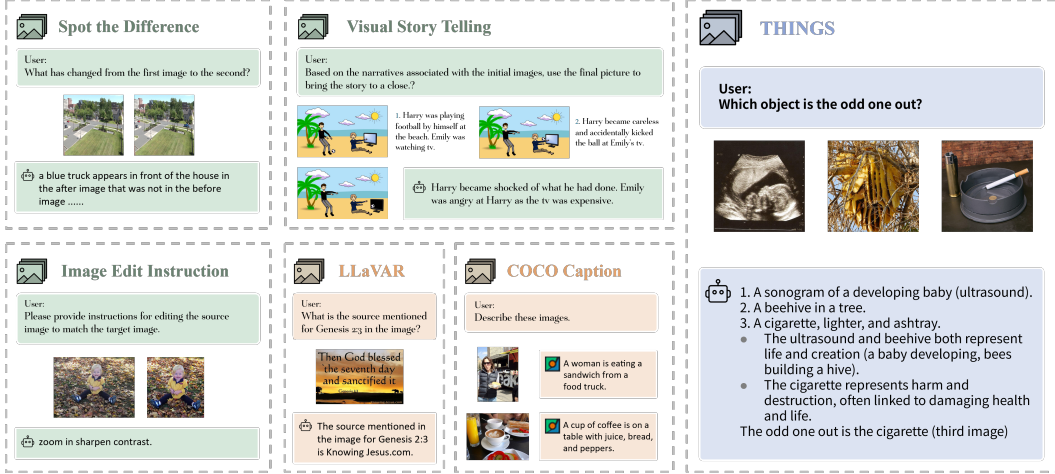 Spot the Difference
User:
What has changed from the first image to the second?
a blue truck appears in front of the house in
the after image that was not in the before
image ......
Visual Story Telling
User:
Based on the narratives associated with the initial images, use the final picture to
bring the story to a close.?
1. Harry was playing
football by himself at
the beach. Emily was
watching tv.
2. Harry became careless
and accidentally kicked
the ball at Emily's tv.
Harry became shocked of what he had done. Emily
was angry at Harry as the tv was expensive.
THINGS
User:
Which object is the odd one out?
1. A sonogram of a developing baby (ultrasound).
2. A beehive in a tree.
3. A cigarette, lighter, and ashtray.
● The ultrasound and beehive both represent
life and creation (a baby developing, bees
building a hive).
● The cigarette represents harm and
destruction, often linked to damaging health
and life.
The odd one out is the cigarette (third image)
Image Edit Instruction
User:
Please provide instructions for editing the source
image to match the target image.
zoom in sharpen contrast.
LLaVAR
User:
What is the source mentioned
for Genesis 2:3 in the image?
Then God blessed
the seventh day
and sanctified it
The source mentioned in
the image for Genesis 2:3
is Knowing Jesus.com.
COCO Caption
User:
Describe these images.
A woman is eating a
sandwich from a
food truck.
A cup of coffee is on a
table with juice, bread,
and peppers.